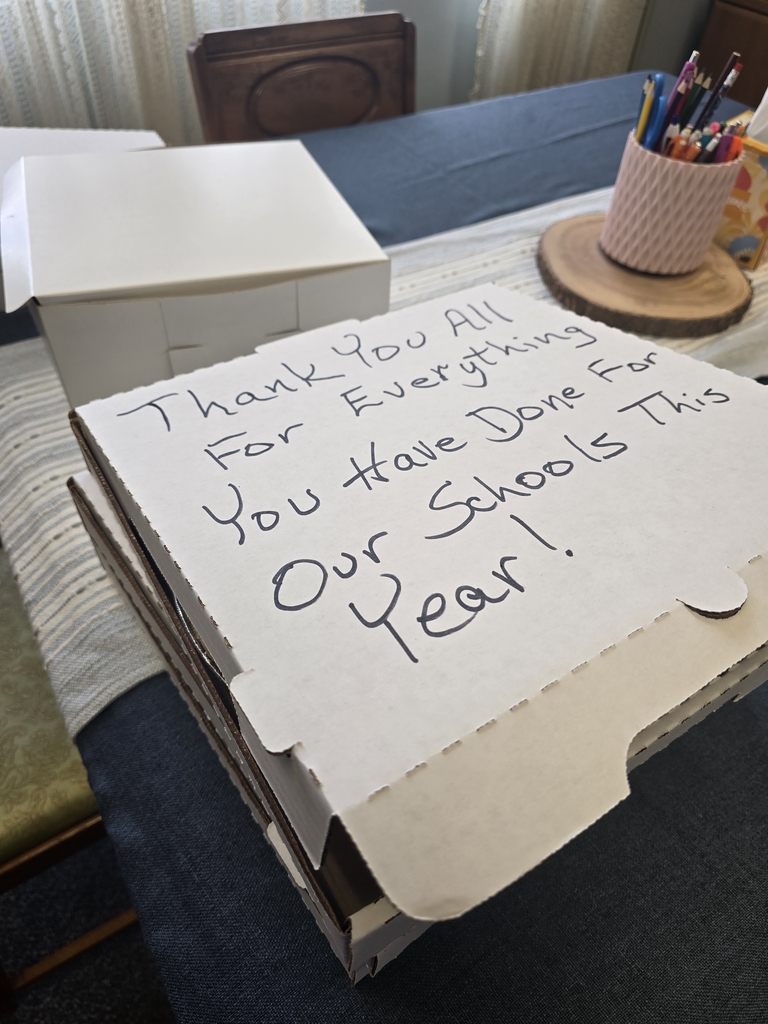 Thank You All
For Everything
You Have Done For
Our Schools This
Year!